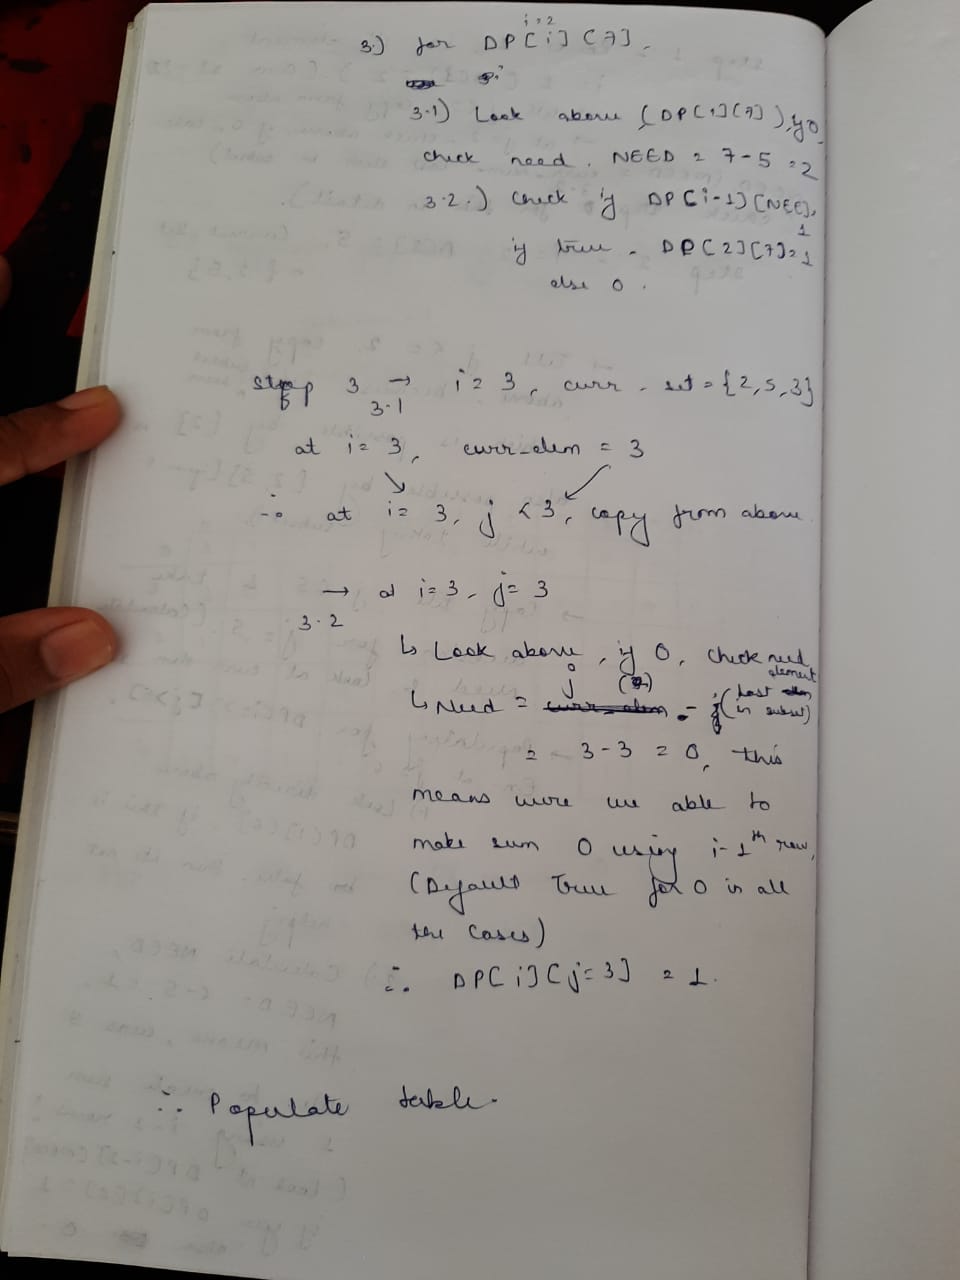 i = 2
3.) for DP[i][7].
3.1) Look above (DP[1][7]), if 0
check need. NEED = 7-5 = 2
3.2.) Check if DP[i-1][NEED],
1
if true - DP[2][7]=1
else 0.
step 3 → i = 3, curr - set = {2,5,3}
3.1
at i = 3, curr-elem = 3
∴ at i = 3, j < 3, copy from above
→ at i = 3, j = 3
3.2
↳ Look above, if 0, check need
↳ Need = j - (Last element in subset)
= 3-3 = 0, this
means were we able to
make sum 0 using i-1th row,
(Default True for 0 in all
the cases)
∴ DP[i][j=3] = 1.
∴ Populate table.